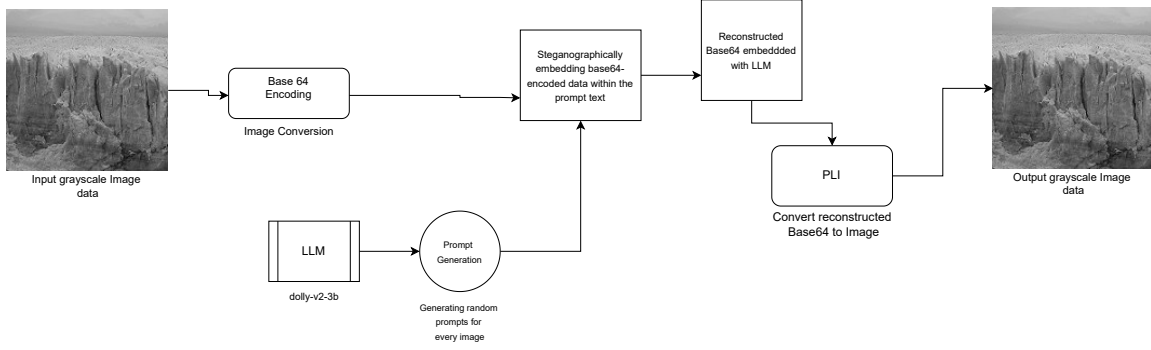 Input grayscale Image
data
Base 64
Encoding
Image Conversion
LLM
dolly-v2-3b
Prompt
Generation
Generating random
prompts for
every image
Steganographically
embedding base64-
encoded data within the
prompt text
Reconstructed
Base64 embeddded
with LLM
PLI
Convert reconstructed
Base64 to Image
Output grayscale Image
data